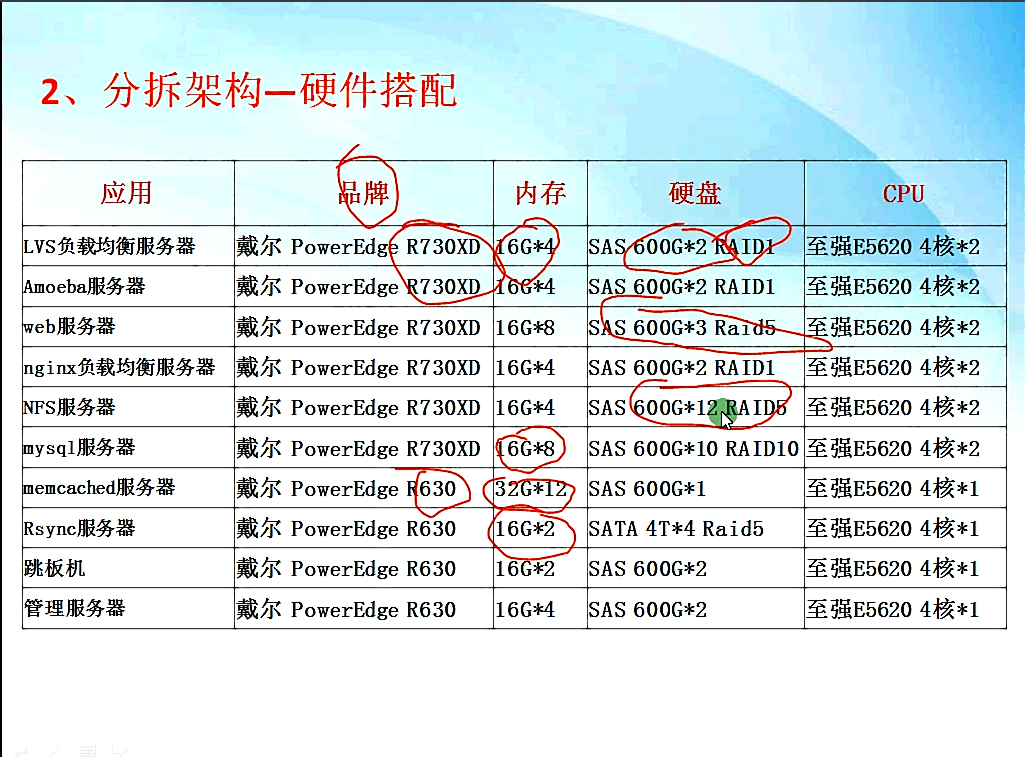 2、分拆架构—硬件搭配
应用 品牌 内存 硬盘 CPU
LVS负载均衡服务器 戴尔 PowerEdge R730XD 16G*4 SAS 600G*2 RAID1 至强E5620 4核*2
Amoeba服务器 戴尔 PowerEdge R730XD 16G*4 SAS 600G*2 RAID1 至强E5620 4核*2
web服务器 戴尔 PowerEdge R730XD 16G*8 SAS 600G*3 Raid5 至强E5620 4核*2
nginx负载均衡服务器 戴尔 PowerEdge R730XD 16G*4 SAS 600G*2 RAID1 至强E5620 4核*2
NFS服务器 戴尔 PowerEdge R730XD 16G*4 SAS 600G*12 RAID5 至强E5620 4核*2
mysql服务器 戴尔 PowerEdge R730XD 16G*8 SAS 600G*10 RAID10 至强E5620 4核*2
memcached服务器 戴尔 PowerEdge R630 32G*12 SAS 600G*1 至强E5620 4核*1
Rsync服务器 戴尔 PowerEdge R630 16G*2 SATA 4T*4 Raid5 至强E5620 4核*1
跳板机 戴尔 PowerEdge R630 16G*2 SAS 600G*2 至强E5620 4核*1
管理服务器 戴尔 PowerEdge R630 16G*4 SAS 600G*2 至强E5620 4核*1